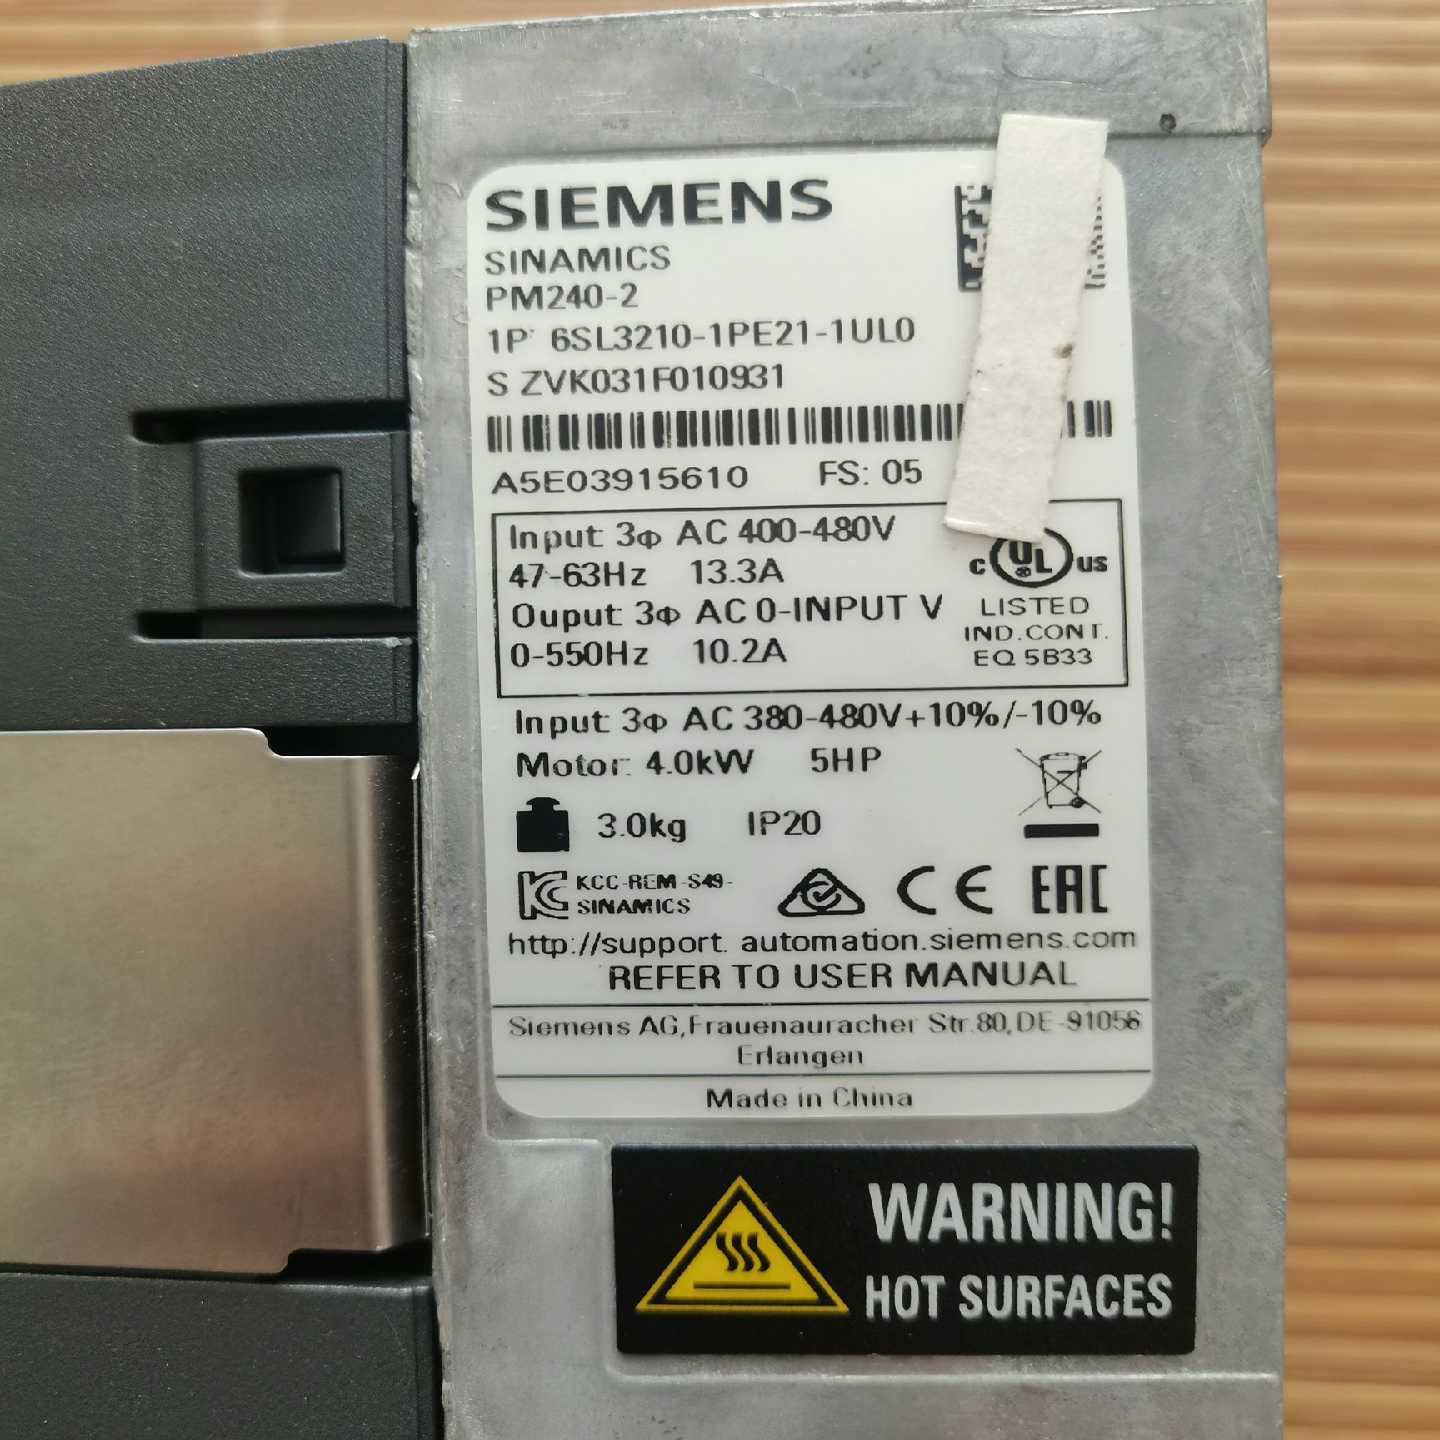 SIEMENS
SINAMICS
PM240-2
1P 6SL3210-1PE21-1UL0
S ZVK031F010931
A5E03915610 FS: 05
Input: 3Φ AC 400-480V
47-63Hz 13.3A
Ouput: 3Φ AC 0-INPUT V
0-550Hz 10.2A
c UL ® us
LISTED
IND.CONT.
EQ 5B33
Input: 3Φ AC 380-480V+10%/-10%
Motor: 4.0kW 5HP
3.0kg IP20
KCC-REM-S49-
SINAMICS
CE EAC
http://support. automation.siemens.com
REFER TO USER MANUAL
Siemens AG,Frauenauracher Str.80,DE-91056
Erlangen
Made in China
WARNING!
HOT SURFACES